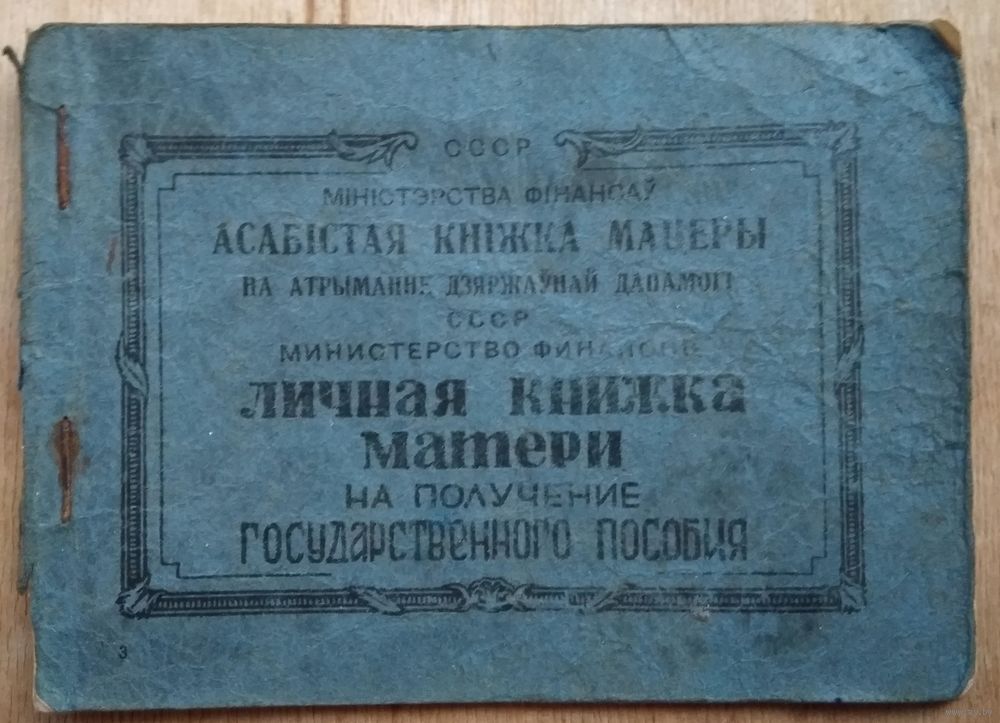 СССР
МІНІСТЭРСТВА ФІНАНСАЎ
АСАБІСТАЯ КНІЖКА МАЦЕРЫ
НА АТРЫМАННЕ ДЗЯРЖАЎНАЙ ДАПАМОГІ
СССР
МИНИСТЕРСТВО ФИНАНСОВ
ЛИЧНАЯ КНИЖКА
МАТЕРИ
НА ПОЛУЧЕНИЕ
ГОСУДАРСТВЕННОГО ПОСОБИЯ
3